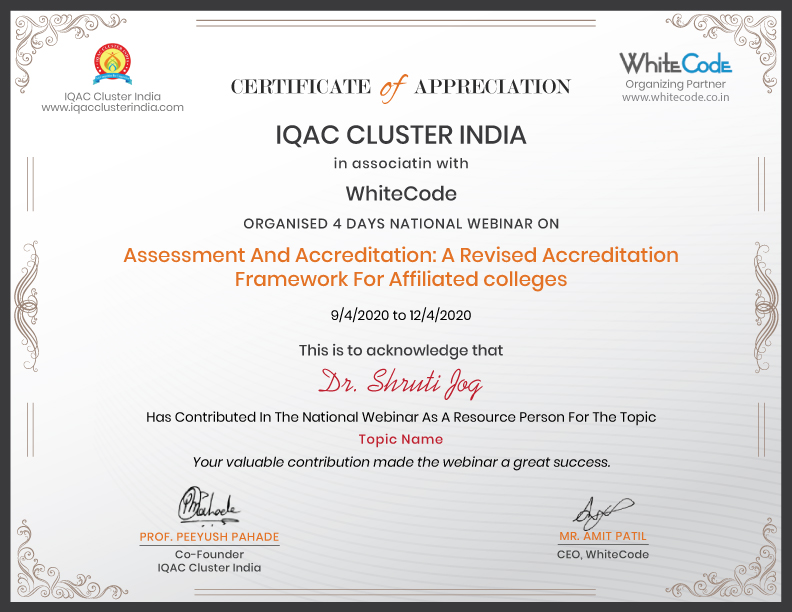 IQAC Cluster India
www.iqacclusterindia.com
WhiteCode
Organizing Partner
www.whitecode.co.in
CERTIFICATE of APPRECIATION
IQAC CLUSTER INDIA
in associatin with
WhiteCode
ORGANISED 4 DAYS NATIONAL WEBINAR ON
Assessment And Accreditation: A Revised Accreditation
Framework For Affiliated colleges
9/4/2020 to 12/4/2020
This is to acknowledge that
Dr. Shruti Jog
Has Contributed In The National Webinar As A Resource Person For The Topic
Topic Name
Your valuable contribution made the webinar a great success.
PROF. PEEYUSH PAHADE
Co-Founder
IQAC Cluster India
MR. AMIT PATIL
CEO, WhiteCode